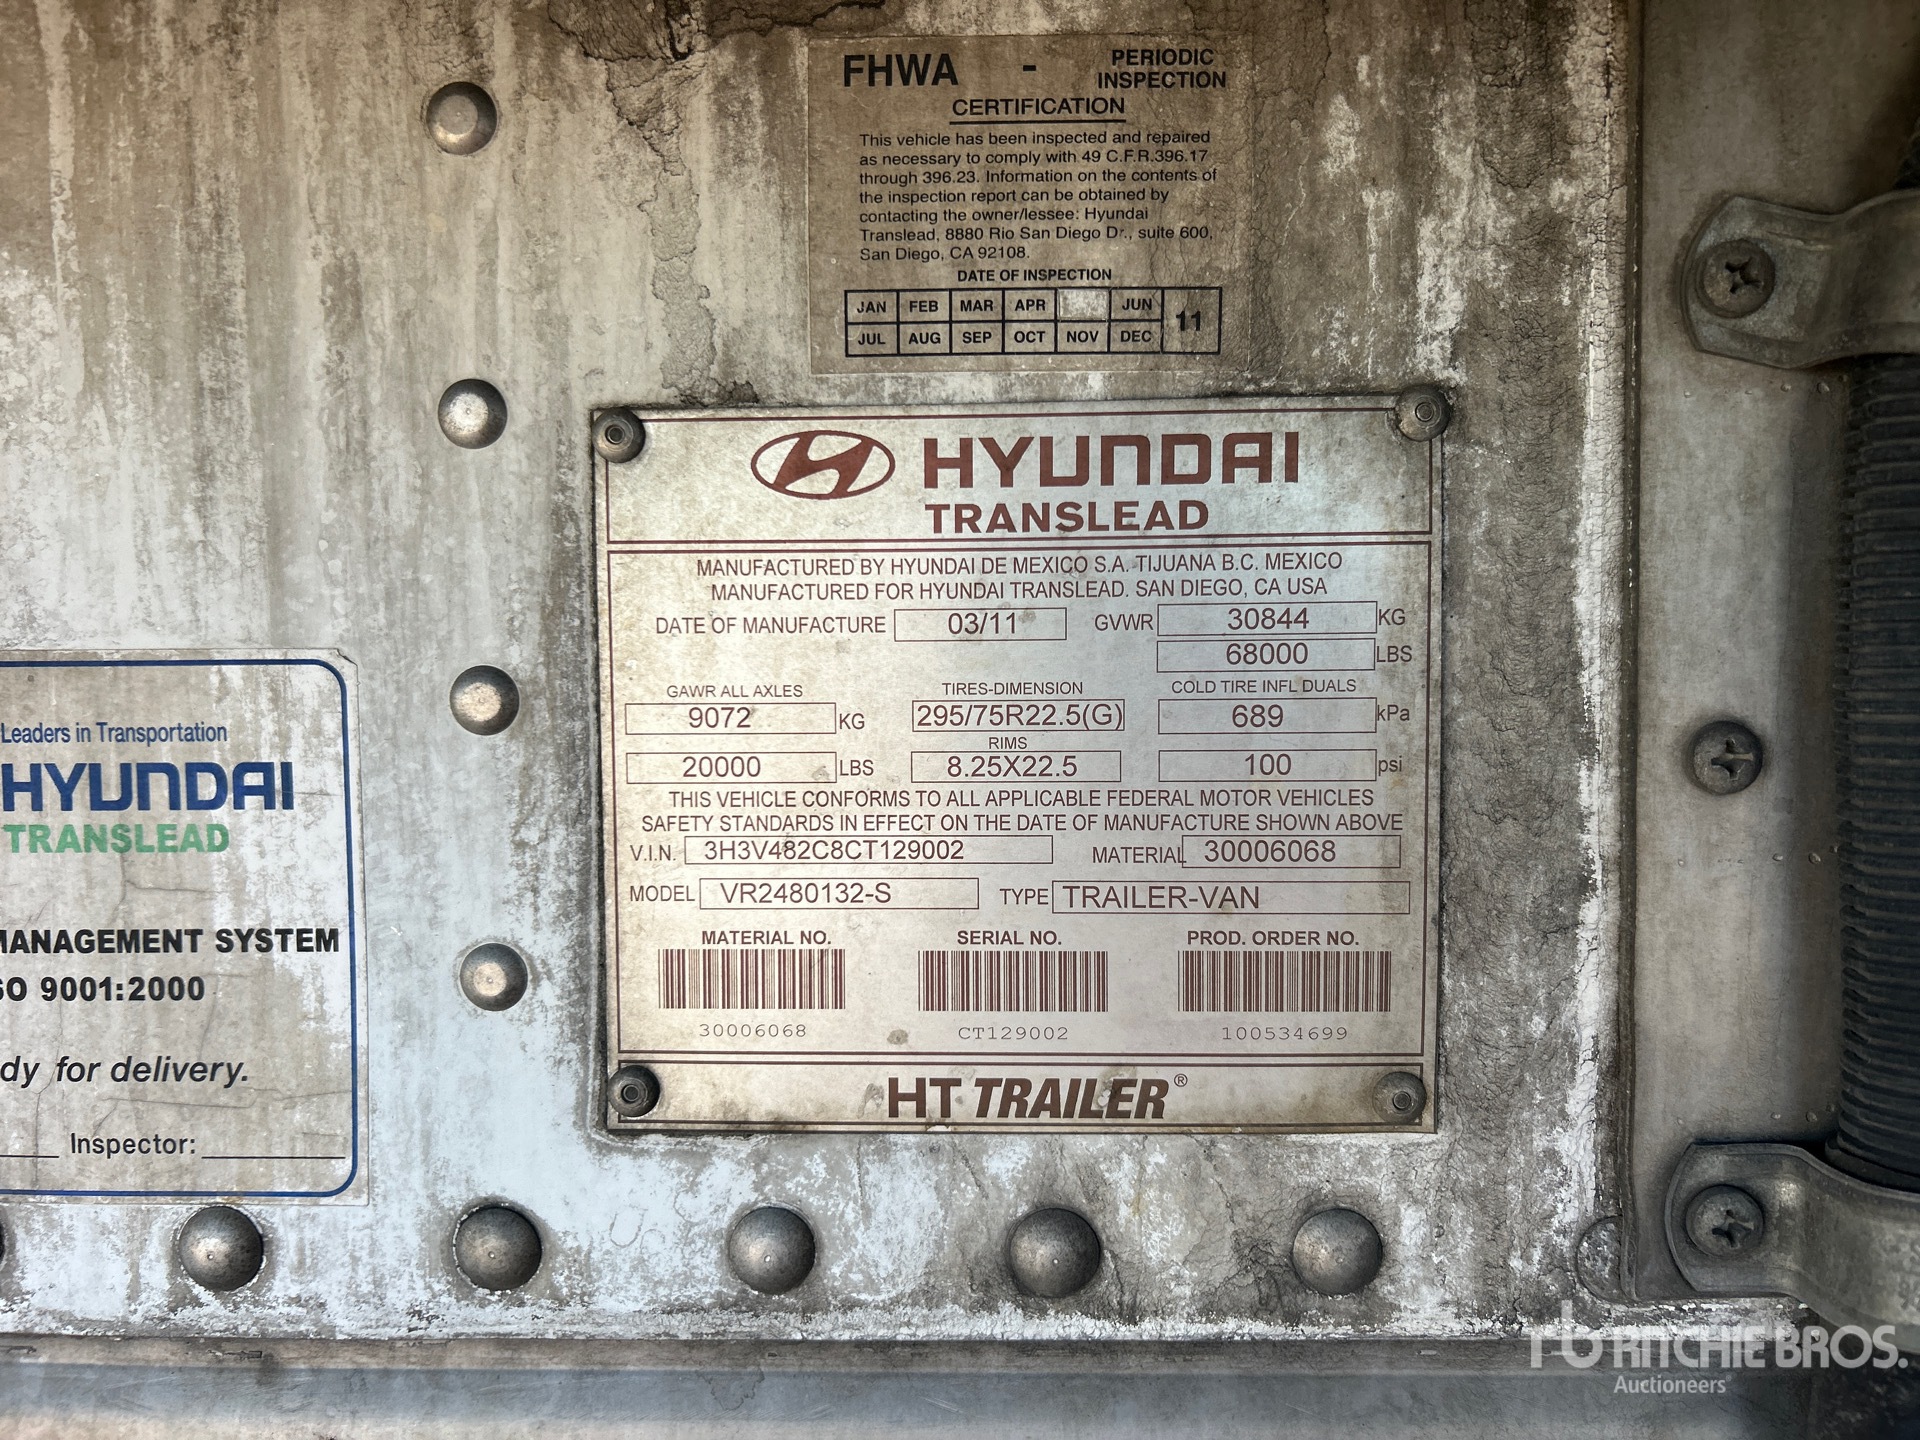 FHWA - PERIODIC INSPECTION
CERTIFICATION
This vehicle has been inspected and repaired
as necessary to comply with 49 C.F.R.396.17
through 396.23. Information on the contents of
the inspection report can be obtained by
contacting the owner/lessee: Hyundai
Translead, 8880 Rio San Diego Dr., suite 600,
San Diego, CA 92108.
DATE OF INSPECTION
JAN FEB MAR APR JUN 11
JUL AUG SEP OCT NOV DEC
HYUNDAI
TRANSLEAD
MANUFACTURED BY HYUNDAI DE MEXICO S.A. TIJUANA B.C. MEXICO
MANUFACTURED FOR HYUNDAI TRANSLEAD. SAN DIEGO, CA USA
DATE OF MANUFACTURE 03/11 GVWR 30844 KG
68000 LBS
GAWR ALL AXLES TIRES-DIMENSION COLD TIRE INFL DUALS
9072 KG 295/75R22.5(G) 689 kPa
RIMS
20000 LBS 8.25X22.5 100 psi
THIS VEHICLE CONFORMS TO ALL APPLICABLE FEDERAL MOTOR VEHICLES
SAFETY STANDARDS IN EFFECT ON THE DATE OF MANUFACTURE SHOWN ABOVE
V.I.N. 3H3V482C8CT129002 MATERIAL 30006068
MODEL VR2480132-S TYPE TRAILER-VAN
MATERIAL NO. SERIAL NO. PROD. ORDER NO.
30006068 CT129002 100534699
HT TRAILER®
Leaders in Transportation
HYUNDAI
TRANSLEAD
MANAGEMENT SYSTEM
SO 9001:2000
dy for delivery.
Inspector:
rb RITCHIE BROS.
Auctioneers